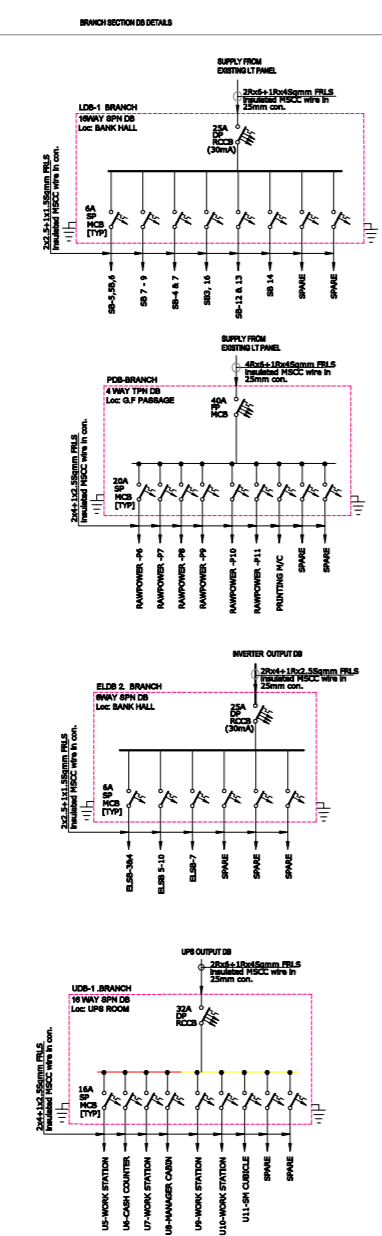 BRANCH SECTION DB DETAILS
SUPPLY FROM
EXISTING LT PANEL
2Rx6+1Rx4Sqmm FRLS
insulated MSCC wire in
25mm con.
LDB-1 BRANCH
16WAY SPN DB
Loc: BANK HALL
25A
DP
RCCB
(30mA)
6A
SP
MCB
[TYP]
2x2.5+1x1.5Sqmm FRLS
insulated MSCC wire in con.
SB-5,5B,6
SB 7 - 9
SB-4 & 7
SB3, 16
SB-12 & 13
SB 14
SPARE
SPARE
SUPPLY FROM
EXISTING LT PANEL
4Rx6+1Rx4Sqmm FRLS
insulated MSCC wire in
25mm con.
PDB-BRANCH
4 WAY TPN DB
Loc: G.F PASSAGE
40A
FP
MCB
20A
SP
MCB
[TYP]
2x4+1x2.5Sqmm FRLS
insulated MSCC wire in con.
RAWPOWER -P6
RAWPOWER -P7
RAWPOWER -P8
RAWPOWER -P9
RAWPOWER -P10
RAWPOWER -P11
PRINTING M/C
SPARE
SPARE
INVERTER OUTPUT DB
2Rx4+1Rx2.5Sqmm FRLS
insulated MSCC wire in
25mm con.
ELDB 2. BRANCH
6WAY SPN DB
Loc: BANK HALL
25A
DP
RCCB
(30mA)
6A
SP
MCB
[TYP]
2x2.5+1x1.5Sqmm FRLS
insulated MSCC wire in con.
ELSB-3&4
ELSB 5-10
ELSB-7
SPARE
SPARE
SPARE
UPS OUTPUT DB
2Rx6+1Rx4Sqmm FRLS
insulated MSCC wire in
25mm con.
UDB-1 .BRANCH
16 WAY SPN DB
Loc: UPS ROOM
32A
DP
RCCB
16A
SP
MCB
[TYP]
2x4+1x2.5Sqmm FRLS
insulated MSCC wire in con.
U5-WORK STATION
U6-CASH COUNTER
U7-WORK STATION
U8-MANAGER CABIN
U9-WORK STATION
U10-WORK STATION
U11-SM CUBICLE
SPARE
SPARE